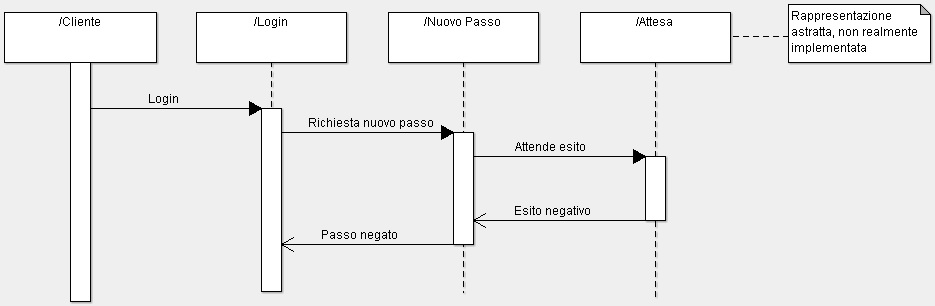 /Cliente
/Login
/Nuovo Passo
/Attesa
Rappresentazione
astratta, non realmente
implementata
Login
Richiesta nuovo passo
Attende esito
Esito negativo
Passo negato